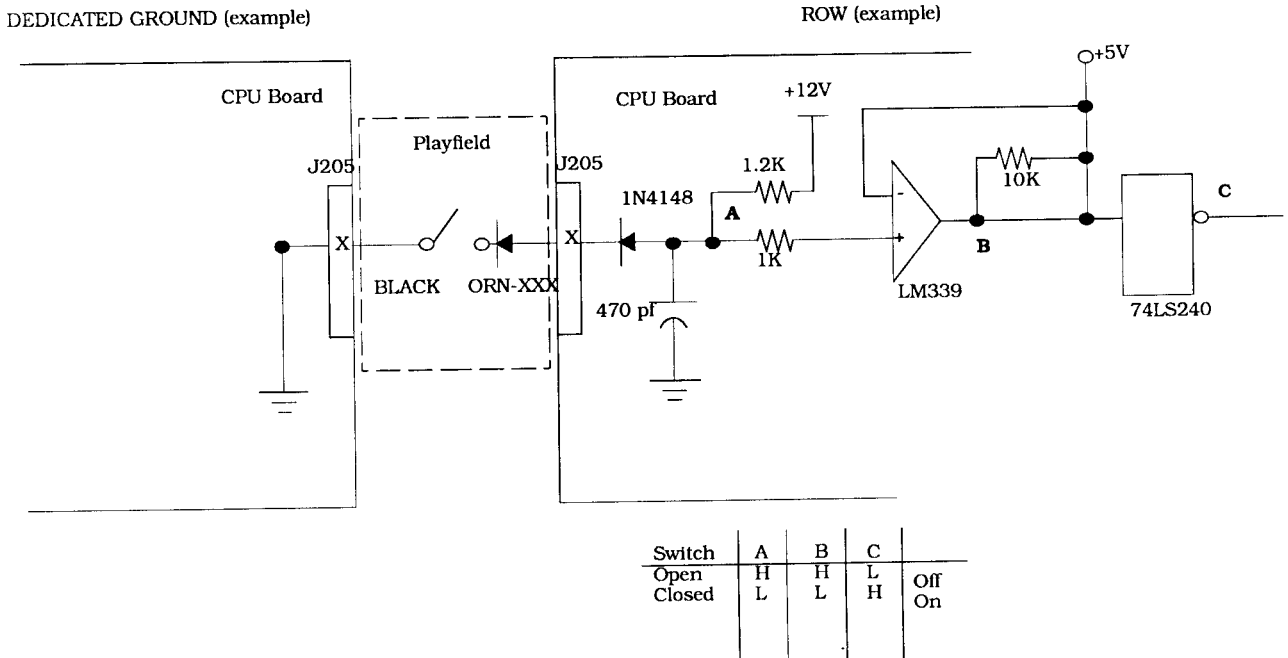 DEDICATED GROUND (example)
ROW (example)
+5V
CPU Board
CPU Board
+12V
Playfield
J205
J205
1.2K
10K
1N4148
A
C
X
X
-
+
1K
B
BLACK
ORN-XXX
LM339
470 pf
74LS240
Switch A B C
Open H H L Off
Closed L L H On